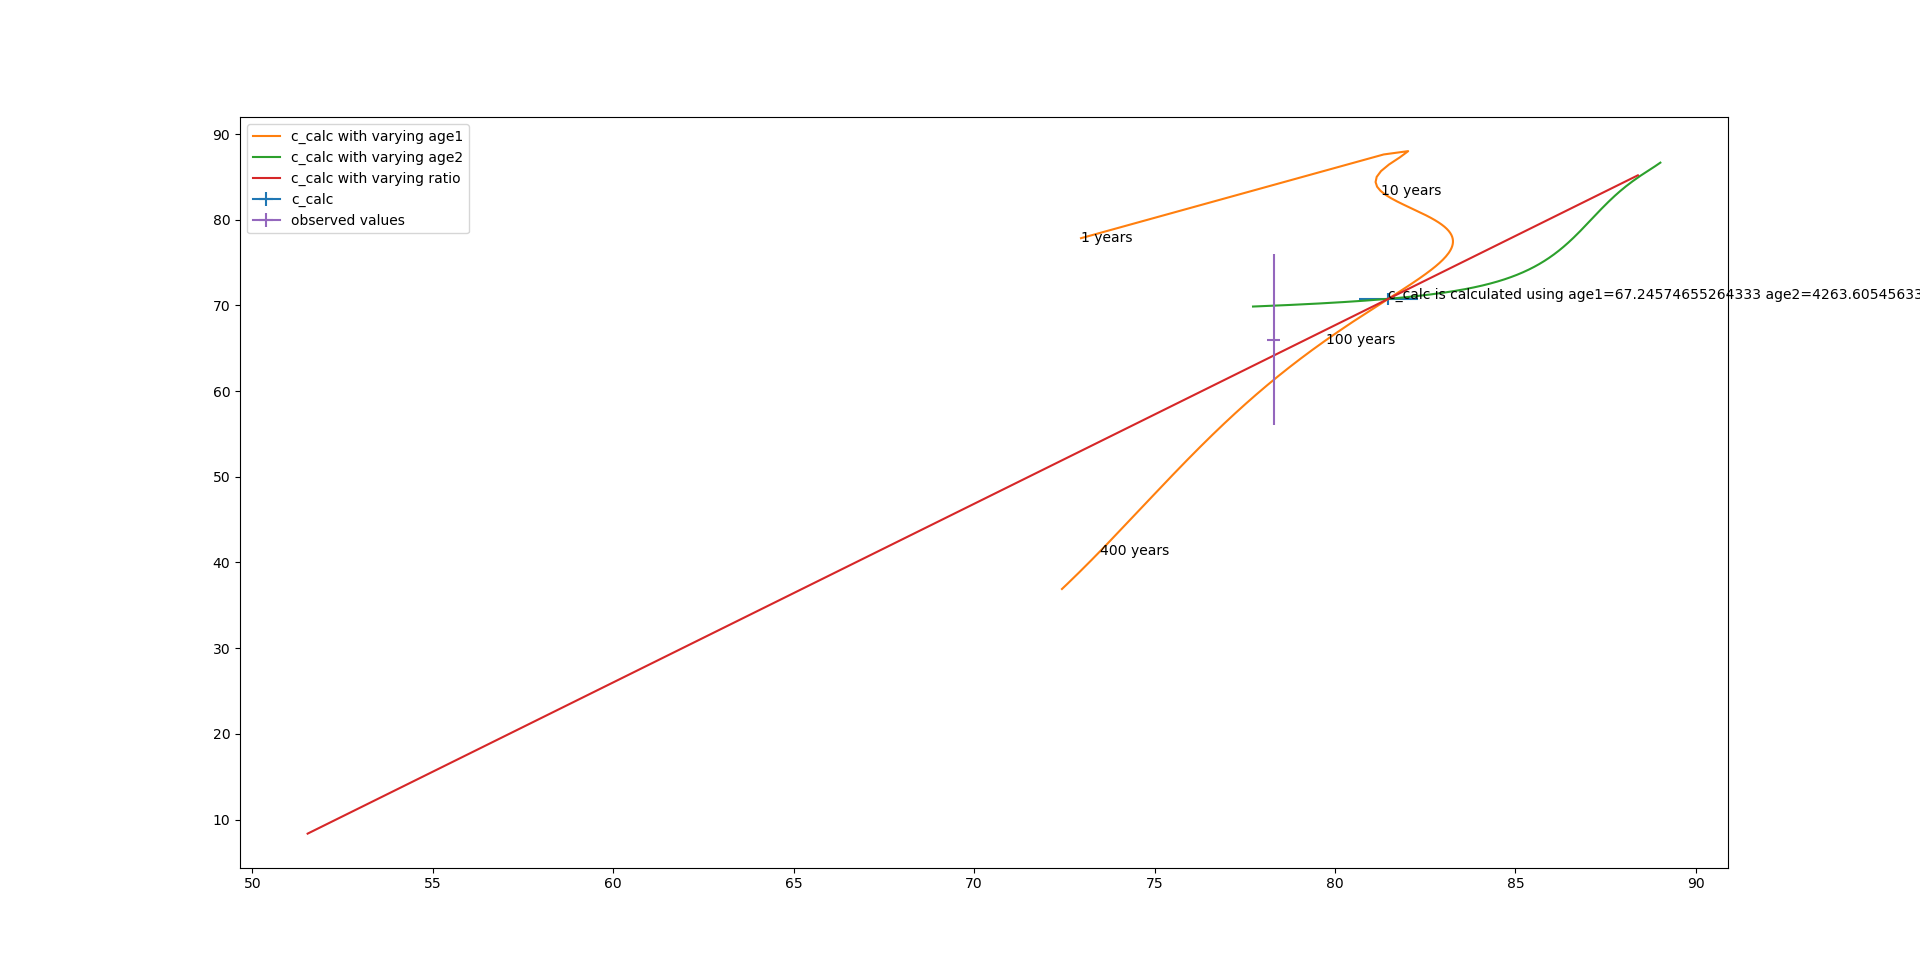 90
80
70
60
50
40
30
20
10
c_calc with varying age1
c_calc with varying age2
c_calc with varying ratio
c_calc
observed values
10 years
1 years
c_calc is calculated using age1=67.24574655264333 age2=4263.60545633
100 years
400 years
50 55 60 65 70 75 80 85 90